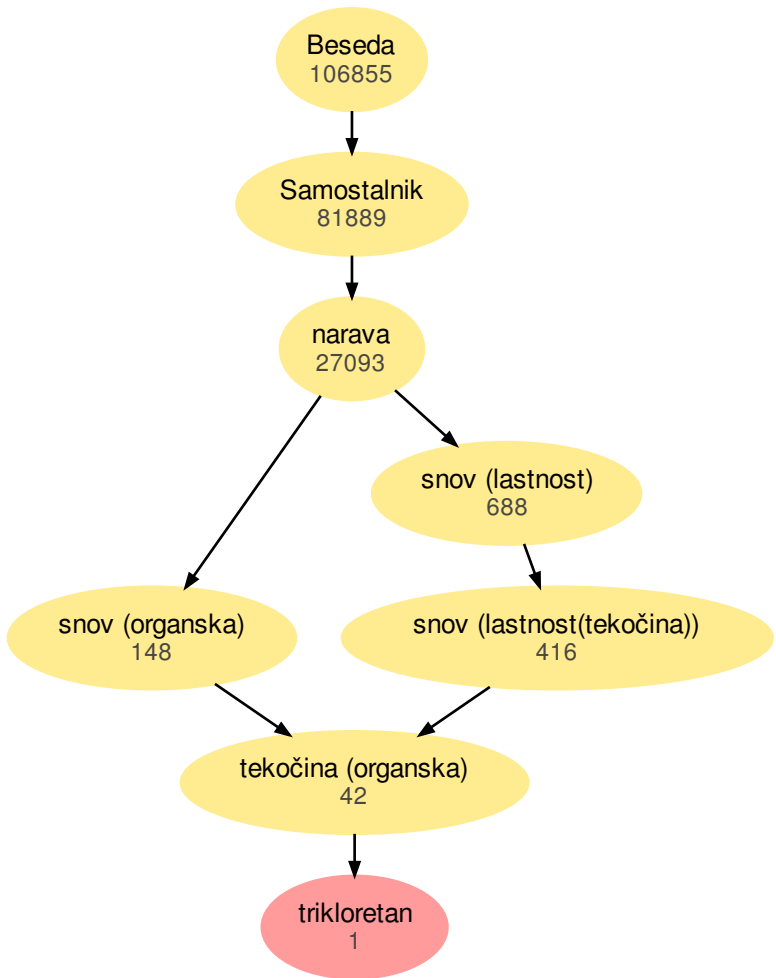 Beseda
106855
Samostalnik
81889
narava
27093
snov (lastnost)
688
snov (organska)
148
snov (lastnost(tekočina))
416
tekočina (organska)
42
trikloretan
1